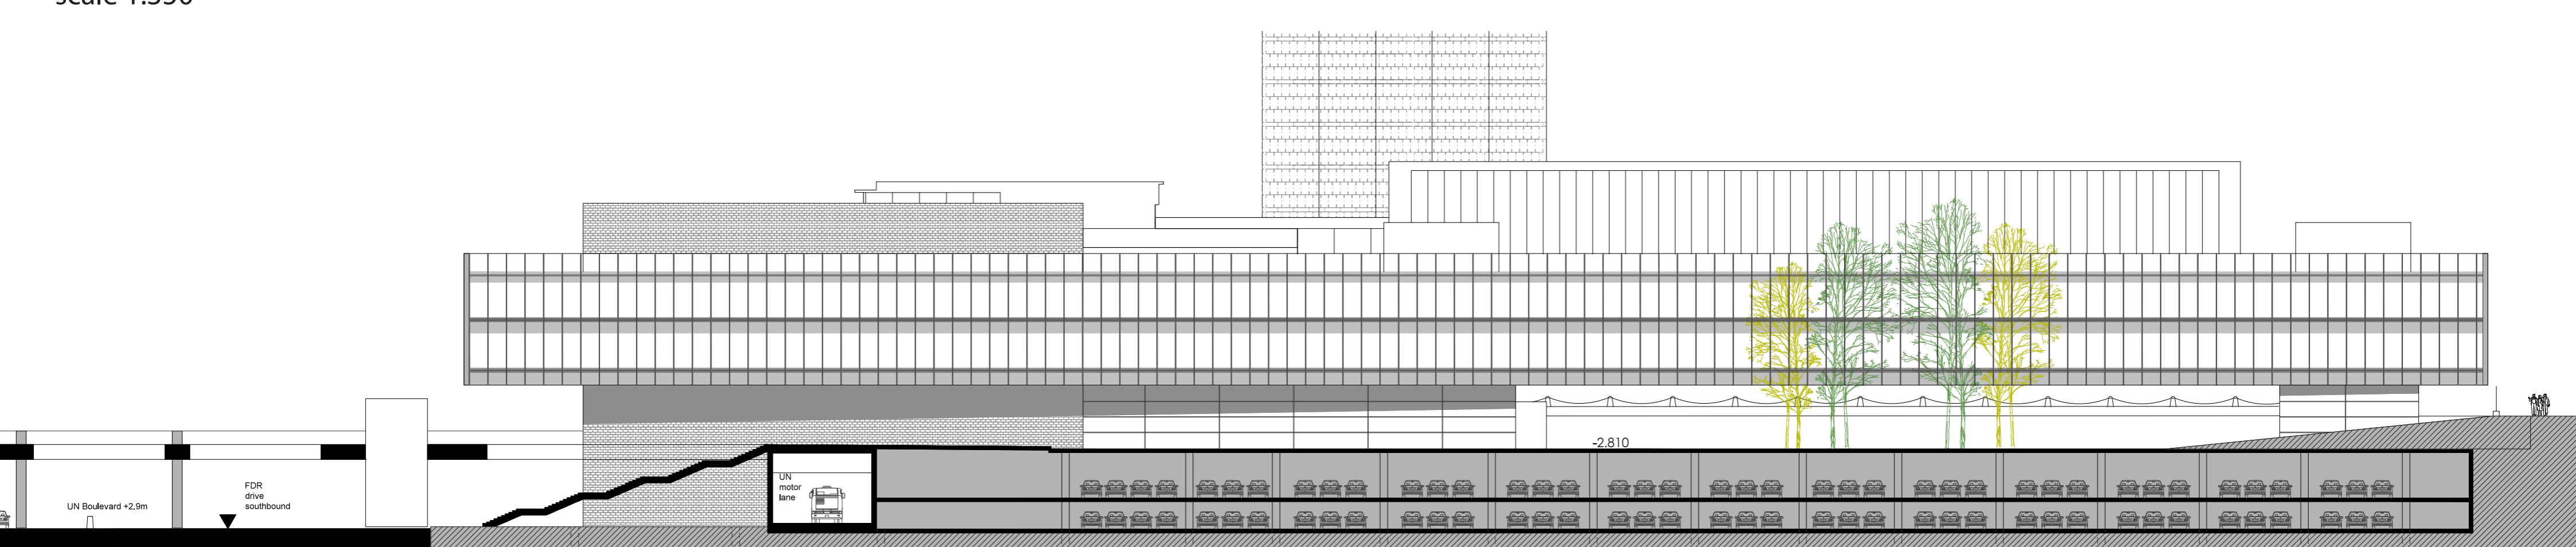 -2.810
UN
motor
lane
FDR
drive
southbound
UN Boulevard +2,9m